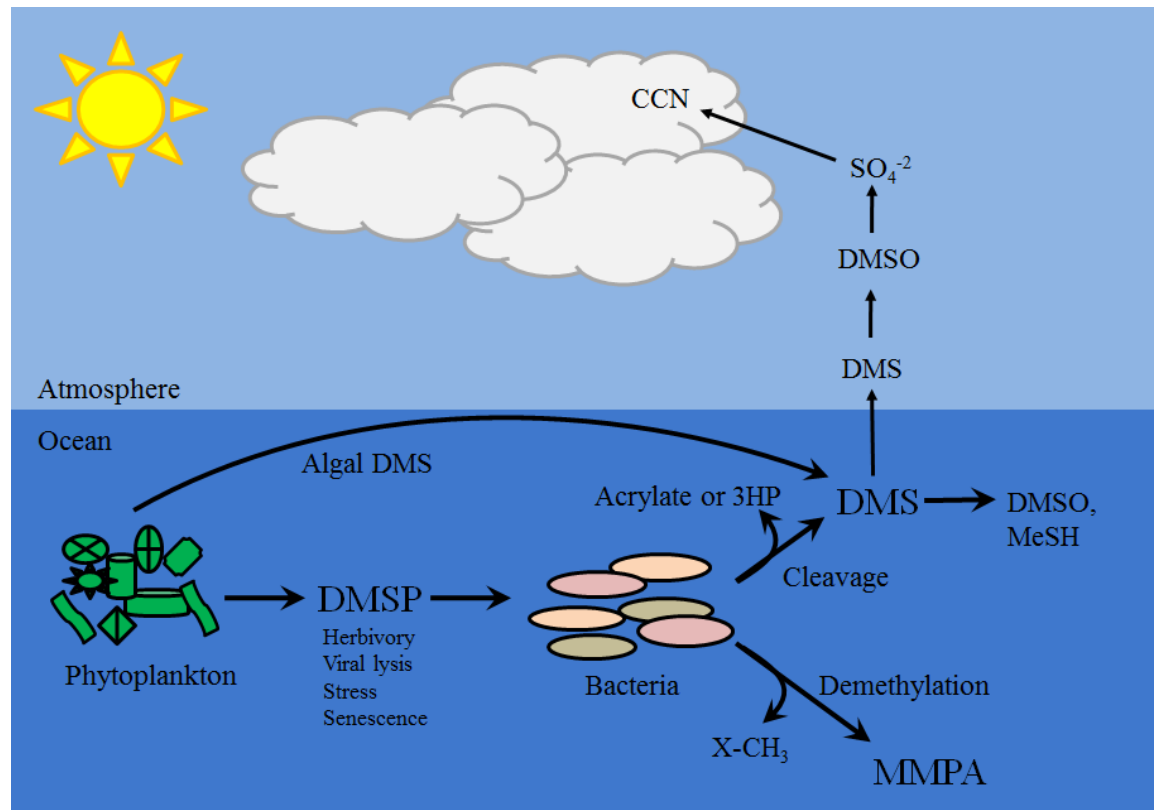 CCN
SO₄⁻²
DMSO
DMS
Atmosphere
Ocean
Algal DMS
Acrylate or 3HP
DMS
DMSO,
MeSH
Cleavage
DMSP
Herbivory
Viral lysis
Stress
Senescence
Phytoplankton
Bacteria
Demethylation
X-CH₃
MMPA